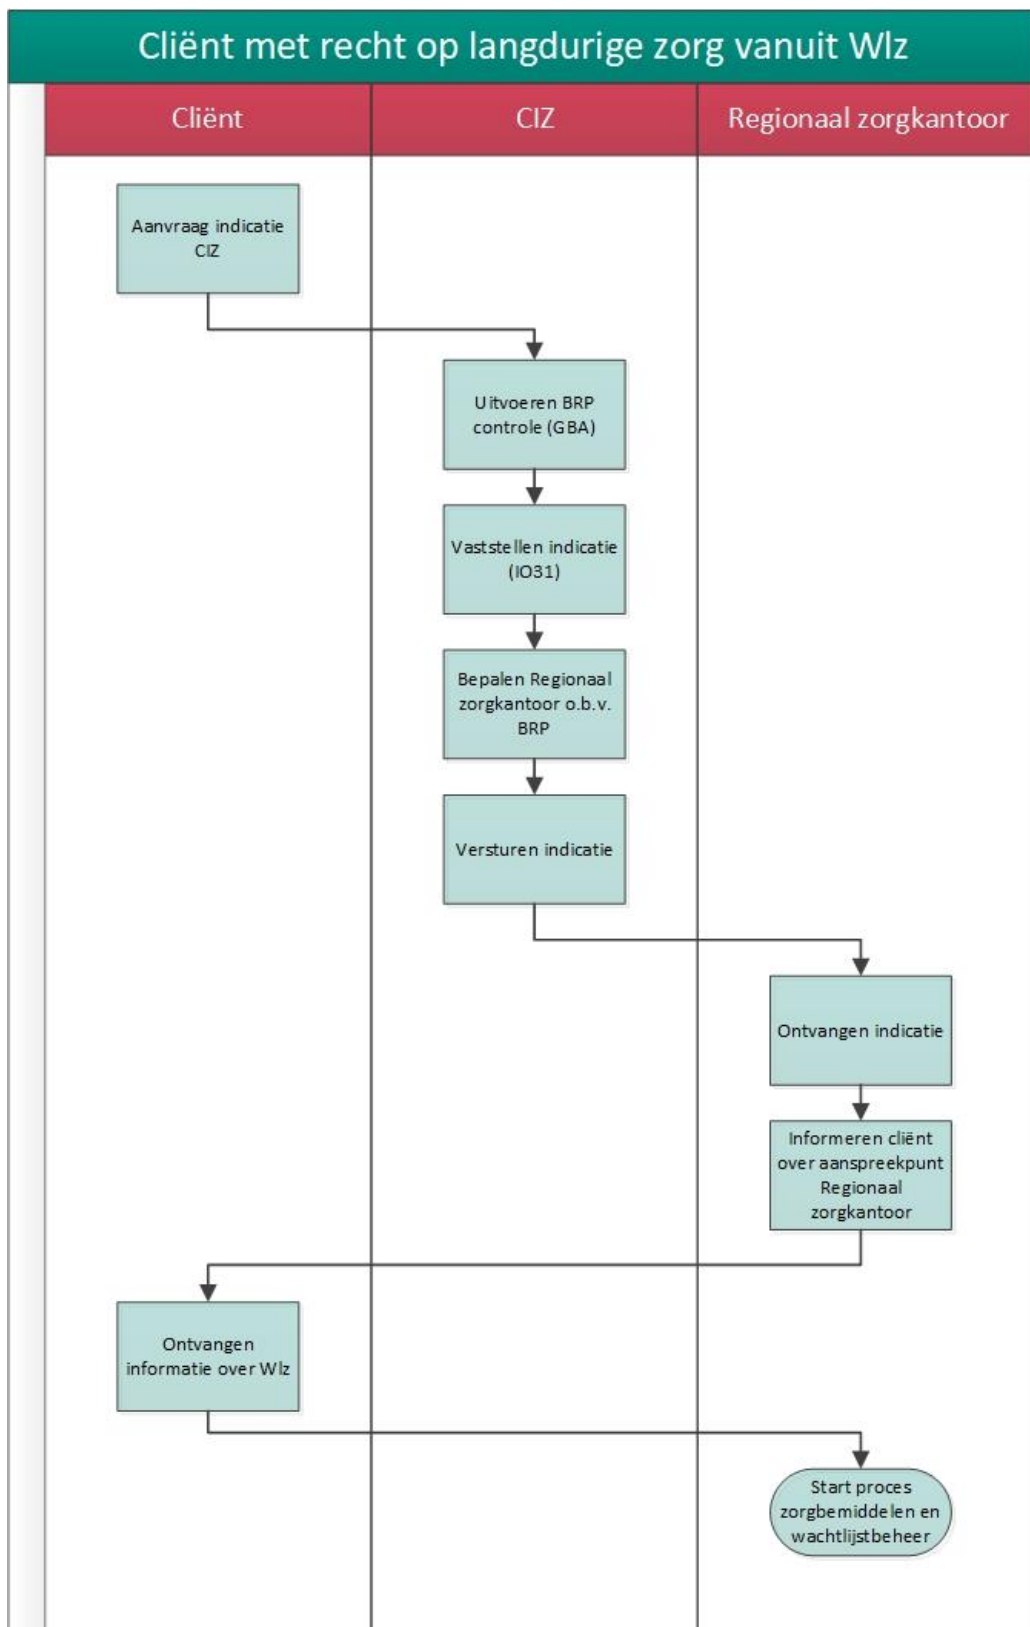 Cliënt met recht op langdurige zorg vanuit Wlz
Cliënt
CIZ
Regionaal zorgkantoor
Aanvraag indicatie
CIZ
Uitvoeren BRP
controle (GBA)
Vaststellen indicatie
(IO31)
Bepalen Regionaal
zorgkantoor o.b.v.
BRP
Versturen indicatie
Ontvangen indicatie
Informeren cliënt
over aanspreekpunt
Regionaal
zorgkantoor
Ontvangen
informatie over Wlz
Start proces
zorgbemiddelen en
wachtlijstbeheer